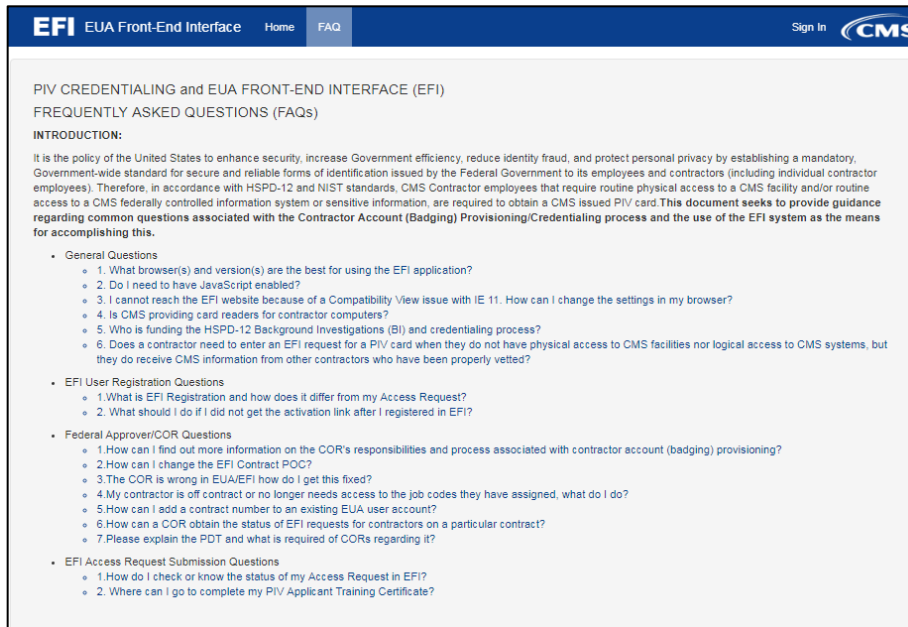 EFI EUA Front-End Interface Home FAQ Sign In CMS
PIV CREDENTIALING and EUA FRONT-END INTERFACE (EFI)
FREQUENTLY ASKED QUESTIONS (FAQs)
INTRODUCTION:
It is the policy of the United States to enhance security, increase Government efficiency, reduce identity fraud, and protect personal privacy by establishing a mandatory,
Government-wide standard for secure and reliable forms of identification issued by the Federal Government to its employees and contractors (including individual contractor
employees). Therefore, in accordance with HSPD-12 and NIST standards, CMS Contractor employees that require routine physical access to a CMS facility and/or routine
access to a CMS federally controlled information system or sensitive information, are required to obtain a CMS issued PIV card.This document seeks to provide guidance
regarding common questions associated with the Contractor Account (Badging) Provisioning/Credentialing process and the use of the EFI system as the means
for accomplishing this.
• General Questions
1. What browser(s) and version(s) are the best for using the EFI application?
2. Do I need to have JavaScript enabled?
3. I cannot reach the EFI website because of a Compatibility View issue with IE 11. How can I change the settings in my browser?
4. Is CMS providing card readers for contractor computers?
5. Who is funding the HSPD-12 Background Investigations (BI) and credentialing process?
6. Does a contractor need to enter an EFI request for a PIV card when they do not have physical access to CMS facilities nor logical access to CMS systems, but
they do receive CMS information from other contractors who have been properly vetted?
• EFI User Registration Questions
1.What is EFI Registration and how does it differ from my Access Request?
2. What should I do if I did not get the activation link after I registered in EFI?
• Federal Approver/COR Questions
1.How can I find out more information on the COR's responsibilities and process associated with contractor account (badging) provisioning?
2.How can I change the EFI Contract POC?
3.The COR is wrong in EUA/EFI how do I get this fixed?
4.My contractor is off contract or no longer needs access to the job codes they have assigned, what do I do?
5.How can I add a contract number to an existing EUA user account?
6.How can a COR obtain the status of EFI requests for contractors on a particular contract?
7.Please explain the PDT and what is required of CORs regarding it?
• EFI Access Request Submission Questions
1.How do I check or know the status of my Access Request in EFI?
2. Where can I go to complete my PIV Applicant Training Certificate?